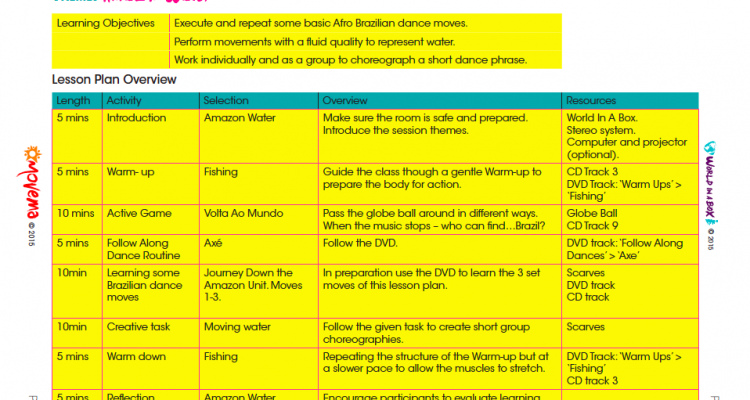 Learning Objectives
Execute and repeat some basic Afro Brazilian dance moves.
Perform movements with a fluid quality to represent water.
Work individually and as a group to choreograph a short dance phrase.
Lesson Plan Overview
Length Activity Selection Overview Resources
5 mins
Introduction
Amazon Water
Make sure the room is safe and prepared.
Introduce the session themes.
World In A Box.
Stereo system.
Computer and projector
(optional).
5 mins
Warm- up
Fishing
Guide the class though a gentle Warm-up to
prepare the body for action.
CD Track 3
DVD Track: 'Warm Ups' >
'Fishing'
10 mins
Active Game
Volta Ao Mundo
Pass the globe ball around in different ways.
When the music stops – who can find…Brazil?
Globe Ball
CD Track 9
5 mins
Follow Along
Dance Routine
Axé
Follow the DVD.
DVD track: 'Follow Along
Dances' > 'Axe'
10min
Learning some
Brazilian dance
moves
Journey Down the
Amazon Unit. Moves
1-3.
In preparation use the DVD to learn the 3 set
moves of this lesson plan.
Scarves
DVD track
CD track
10min
Creative task
Moving water
Follow the given task to create short group
choreographies.
Scarves
5 mins
Warm down
Fishing
Repeating the structure of the Warm-up but at
a slower pace to allow the muscles to stretch.
DVD Track: 'Warm Ups' >
'Fishing'
CD track 3
5 mins
Reflection
Amazon Water
Encourage participants to evaluate learning
movema © 2015
WORLD IN A BOX © 2015